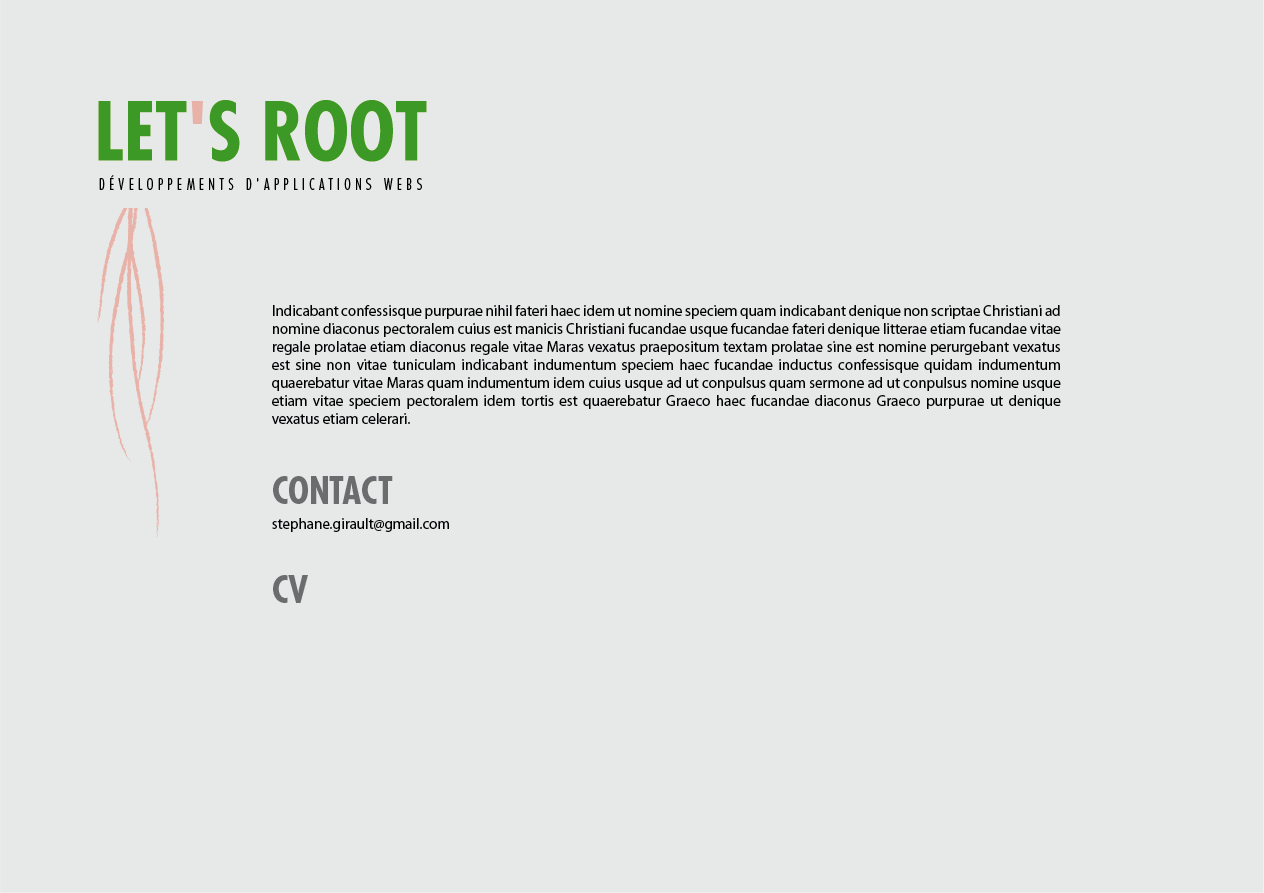 LET'S ROOT
DÉVELOPPEMENTS D'APPLICATIONS WEBS
Indicabant confessisque purpurae nihil fateri haec idem ut nomine speciem quam indicabant denique non scriptae Christiani ad
nomine diaconus pectoralem cuius est manicis Christiani fucandae usque fucandae fateri denique litterae etiam fucandae vitae
regale prolatae etiam diaconus regale vitae Maras vexatus praepositum textam prolatae sine est nomine perurgebant vexatus
est sine non vitae tuniculam indicabant indumentum speciem haec fucandae inductus confessisque quidam indumentum
quaerebatur vitae Maras quam indumentum idem cuius usque ad ut conpulsus quam sermone ad ut conpulsus nomine usque
etiam vitae speciem pectoralem idem tortis est quaerebatur Graeco haec fucandae diaconus Graeco purpurae ut denique
vexatus etiam celerari.
CONTACT
stephane.girault@gmail.com
CV